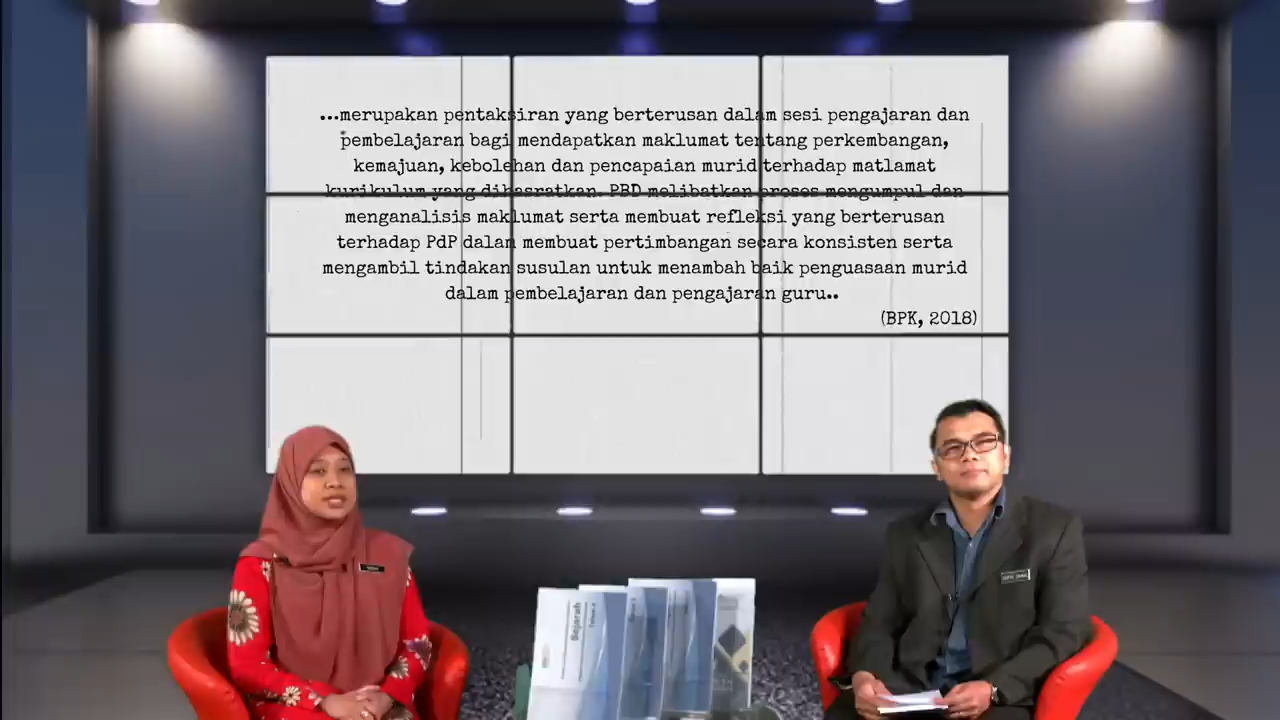 ...merupakan pentaksiran yang berterusan dalam sesi pengajaran dan
pembelajaran bagi mendapatkan maklumat tentang perkembangan,
kemajuan, kebolehan dan pencapaian murid terhadap matlamat
kurikulum yang dihasratkan. PBD melibatkan proses mengumpul dan
menganalisis maklumat serta membuat refleksi yang berterusan
terhadap PdP dalam membuat pertimbangan secara konsisten serta
mengambil tindakan susulan untuk menambah baik penguasaan murid
dalam pembelajaran dan pengajaran guru..
(BPK, 2018)
Sejarah